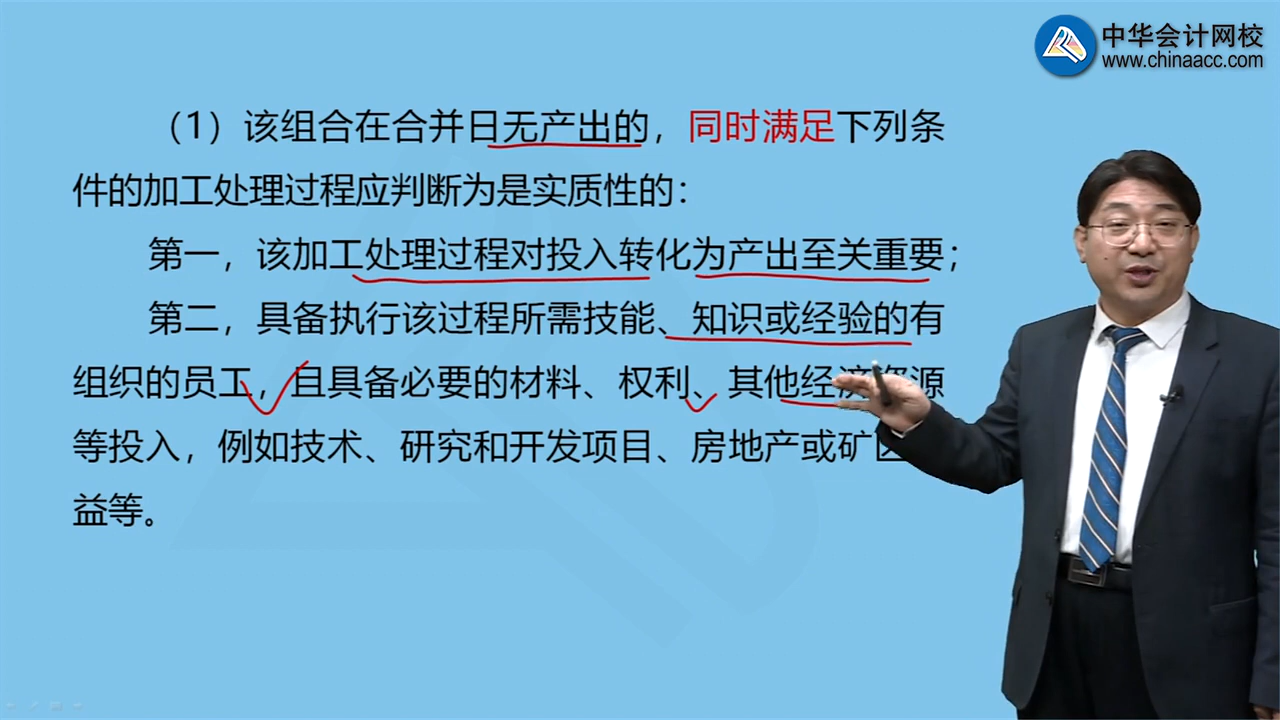 中华会计网校
www.chinaacc.com
（1）该组合在合并日无产出的，同时满足下列条
件的加工处理过程应判断为是实质性的：
第一，该加工处理过程对投入转化为产出至关重要；
第二，具备执行该过程所需技能、知识或经验的有
组织的员工，且具备必要的材料、权利、其他经济资源
等投入，例如技术、研究和开发项目、房地产或矿区
益等。